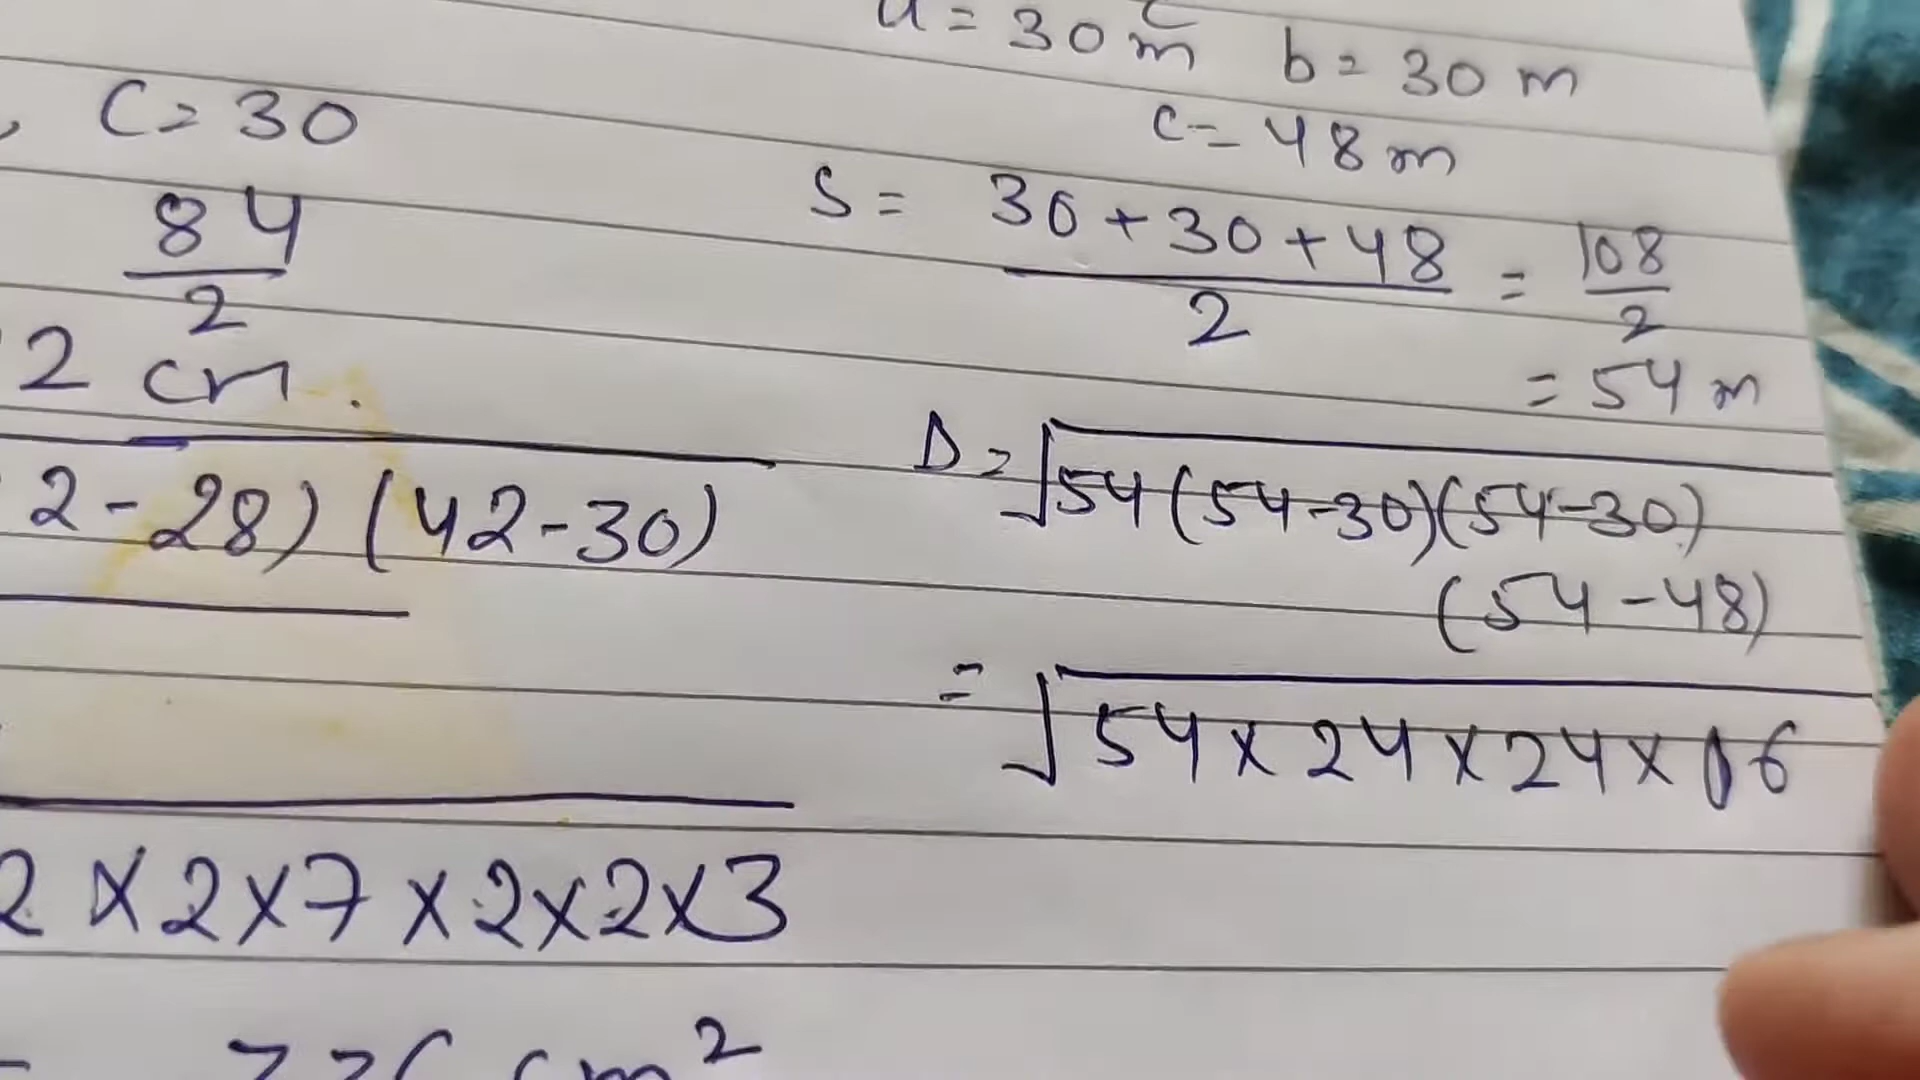 C = 30
84
2
2 cm.
2 - 28) (42 - 30)
2 × 2 × 7 × 2 × 2 × 3
cm²
a = 30 m b = 30 m
c = 48 m
S = 30 + 30 + 48 = 108
2 2
= 54 m
Δ = √54 (54-30)(54-30)
(54 - 48)
= √54 × 24 × 24 × 06